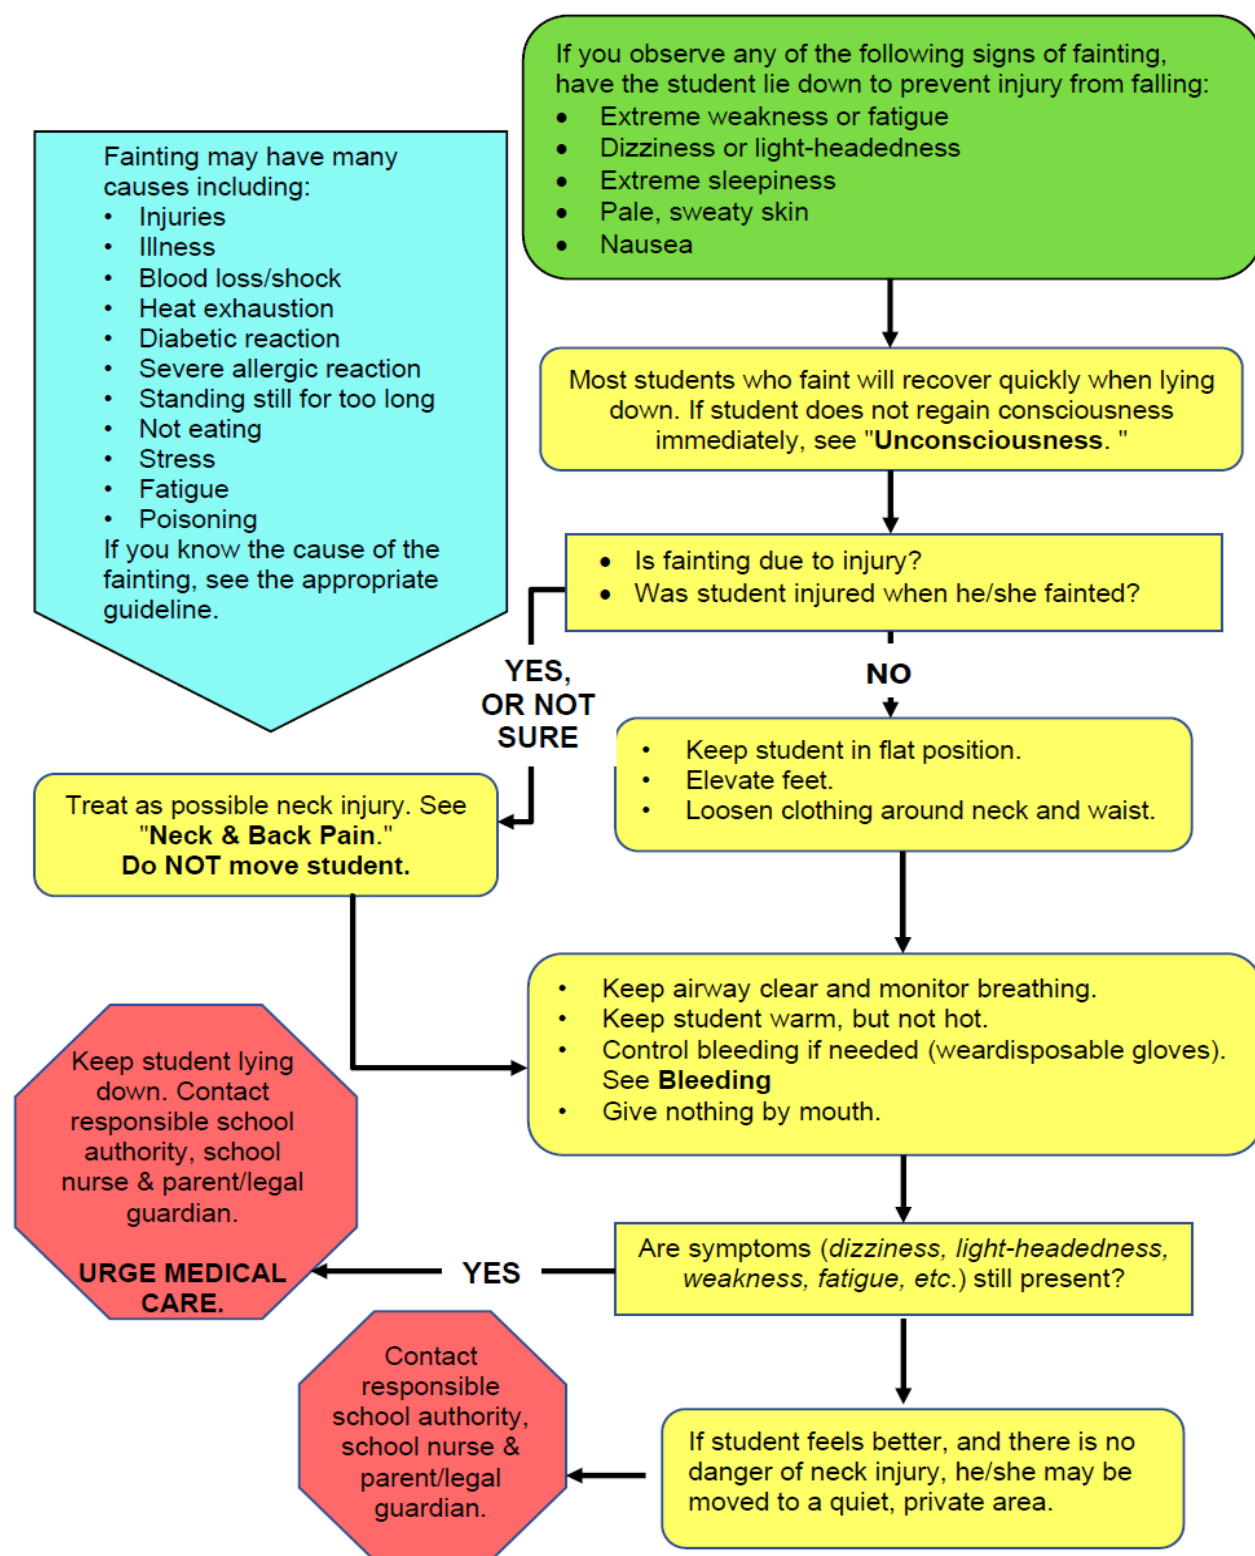 If you observe any of the following signs of fainting,
have the student lie down to prevent injury from falling:
• Extreme weakness or fatigue
• Dizziness or light-headedness
• Extreme sleepiness
• Pale, sweaty skin
• Nausea
Fainting may have many
causes including:
• Injuries
• Illness
• Blood loss/shock
• Heat exhaustion
• Diabetic reaction
• Severe allergic reaction
• Standing still for too long
• Not eating
• Stress
• Fatigue
• Poisoning
If you know the cause of the
fainting, see the appropriate
guideline.
Most students who faint will recover quickly when lying
down. If student does not regain consciousness
immediately, see "Unconsciousness. "
• Is fainting due to injury?
• Was student injured when he/she fainted?
YES,
OR NOT
SURE
NO
• Keep student in flat position.
• Elevate feet.
• Loosen clothing around neck and waist.
Treat as possible neck injury. See
"Neck & Back Pain."
Do NOT move student.
• Keep airway clear and monitor breathing.
• Keep student warm, but not hot.
• Control bleeding if needed (weardisposable gloves).
See Bleeding
• Give nothing by mouth.
Keep student lying
down. Contact
responsible school
authority, school
nurse & parent/legal
guardian.
URGE MEDICAL
CARE.
YES
Are symptoms (dizziness, light-headedness,
weakness, fatigue, etc.) still present?
Contact
responsible
school authority,
school nurse &
parent/legal
guardian.
If student feels better, and there is no
danger of neck injury, he/she may be
moved to a quiet, private area.